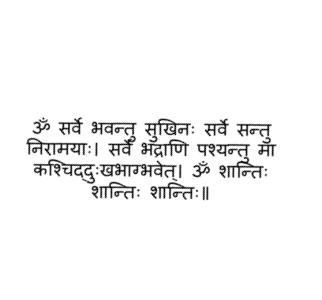 ॐ सर्वे भवन्तु सुखिनः सर्वे सन्तु
निरामयाः। सर्वे भद्राणि पश्यन्तु मा
कश्चिद्दुःखभाग्भवेत्। ॐ शान्तिः
शान्तिः शान्तिः॥